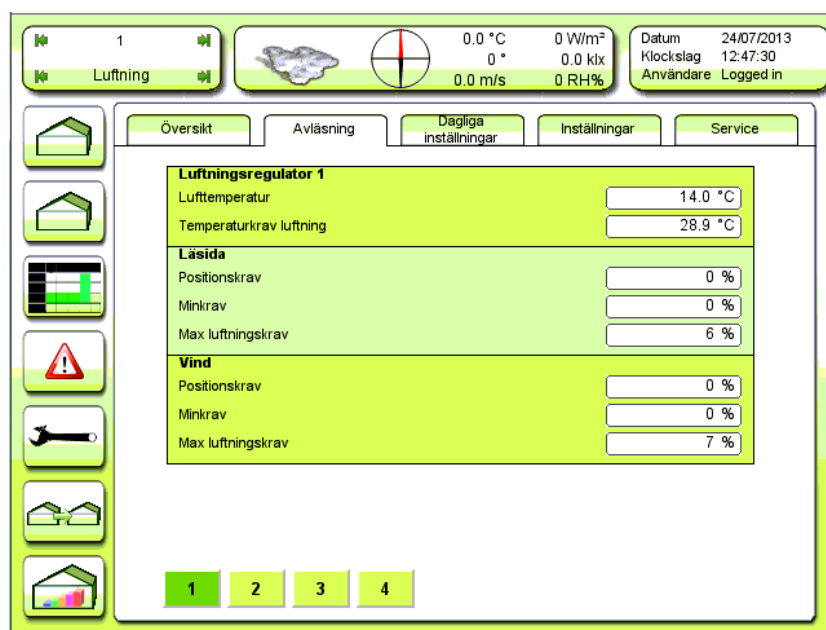 1
Luftning
0.0 °C 0 W/m²
0 ° 0.0 klx
0.0 m/s 0 RH%
Datum 24/07/2013
Klockslag 12:47:30
Användare Logged in
Översikt
Avläsning
Dagliga
inställningar
Inställningar
Service
Luftningsregulator 1
Lufttemperatur 14.0 °C
Temperaturkrav luftning 28.9 °C
Läsida
Positionskrav 0 %
Minkrav 0 %
Max luftningskrav 6 %
Vind
Positionskrav 0 %
Minkrav 0 %
Max luftningskrav 7 %
1 2 3 4